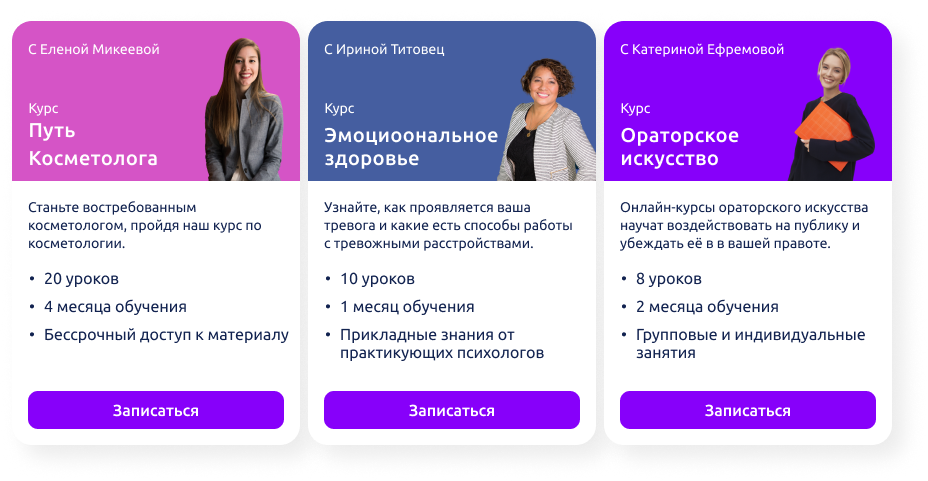 С Еленой Микеевой
Курс
Путь
Косметолога
Станьте востребованным
косметологом, пройдя наш курс по
косметологии.
• 20 уроков
• 4 месяца обучения
• Бессрочный доступ к материалу
Записаться
С Ириной Титовец
Курс
Эмоциоональное
здоровье
Узнайте, как проявляется ваша
тревога и какие есть способы работы
с тревожными расстройствами.
• 10 уроков
• 1 месяц обучения
• Прикладные знания от
практикующих психологов
Записаться
С Катериной Ефремовой
Курс
Ораторское
искусство
Онлайн-курсы ораторского искусства
научат воздействовать на публику и
убеждать её в в вашей правоте.
• 8 уроков
• 2 месяца обучения
• Групповые и индивидуальные
занятия
Записаться